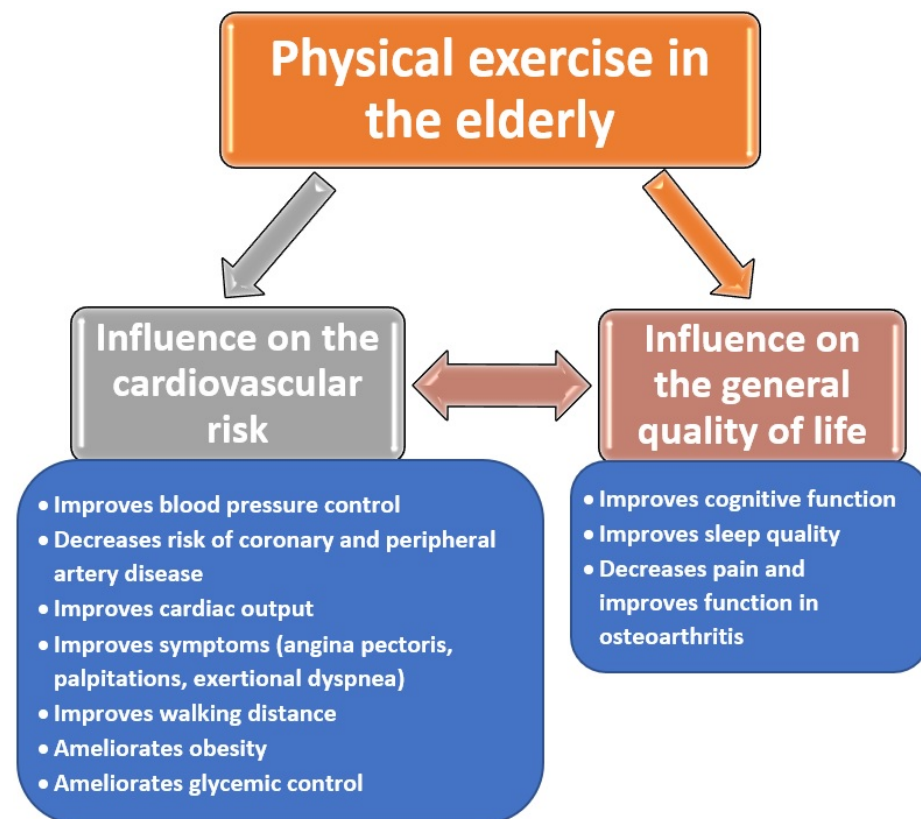 Physical exercise in
the elderly
Influence on the
cardiovascular
risk
Influence on
the general
quality of life
• Improves blood pressure control
• Decreases risk of coronary and peripheral
artery disease
• Improves cardiac output
• Improves symptoms (angina pectoris,
palpitations, exertional dyspnea)
• Improves walking distance
• Ameliorates obesity
• Ameliorates glycemic control
• Improves cognitive function
• Improves sleep quality
• Decreases pain and
improves function in
osteoarthritis